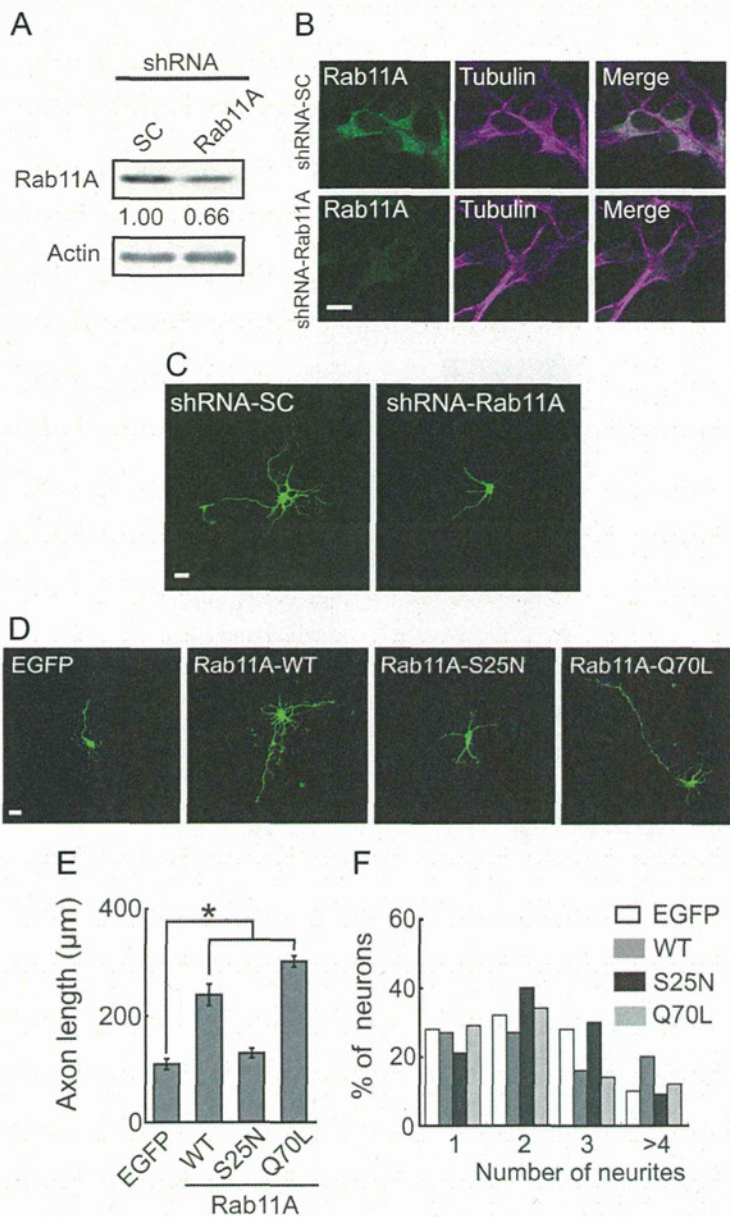 A
shRNA
SC Rab11A
Rab11A
1.00 0.66
Actin
B
shRNA-SC
Rab11A Tubulin Merge
shRNA-Rab11A
Rab11A Tubulin Merge
C
shRNA-SC shRNA-Rab11A
D
EGFP Rab11A-WT Rab11A-S25N Rab11A-Q70L
E
Axon length (μm)
400
200
0
*
EGFP WT S25N Q70L
Rab11A
F
% of neurons
60
40
20
0
EGFP
WT
S25N
Q70L
1 2 3 >4
Number of neurites